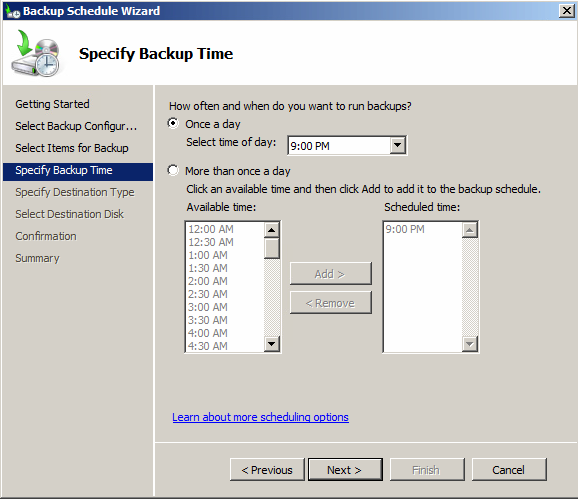 Backup Schedule Wizard
Specify Backup Time
Getting Started
Select Backup Configur...
Select Items for Backup
Specify Backup Time
Specify Destination Type
Select Destination Disk
Confirmation
Summary
How often and when do you want to run backups?
Once a day
Select time of day: 9:00 PM
More than once a day
Click an available time and then click Add to add it to the backup schedule.
Available time: Scheduled time:
12:00 AM 9:00 PM
12:30 AM
1:00 AM
1:30 AM
2:00 AM
2:30 AM
3:00 AM
3:30 AM
4:00 AM
4:30 AM
Add >
< Remove
Learn about more scheduling options
< Previous Next > Finish Cancel